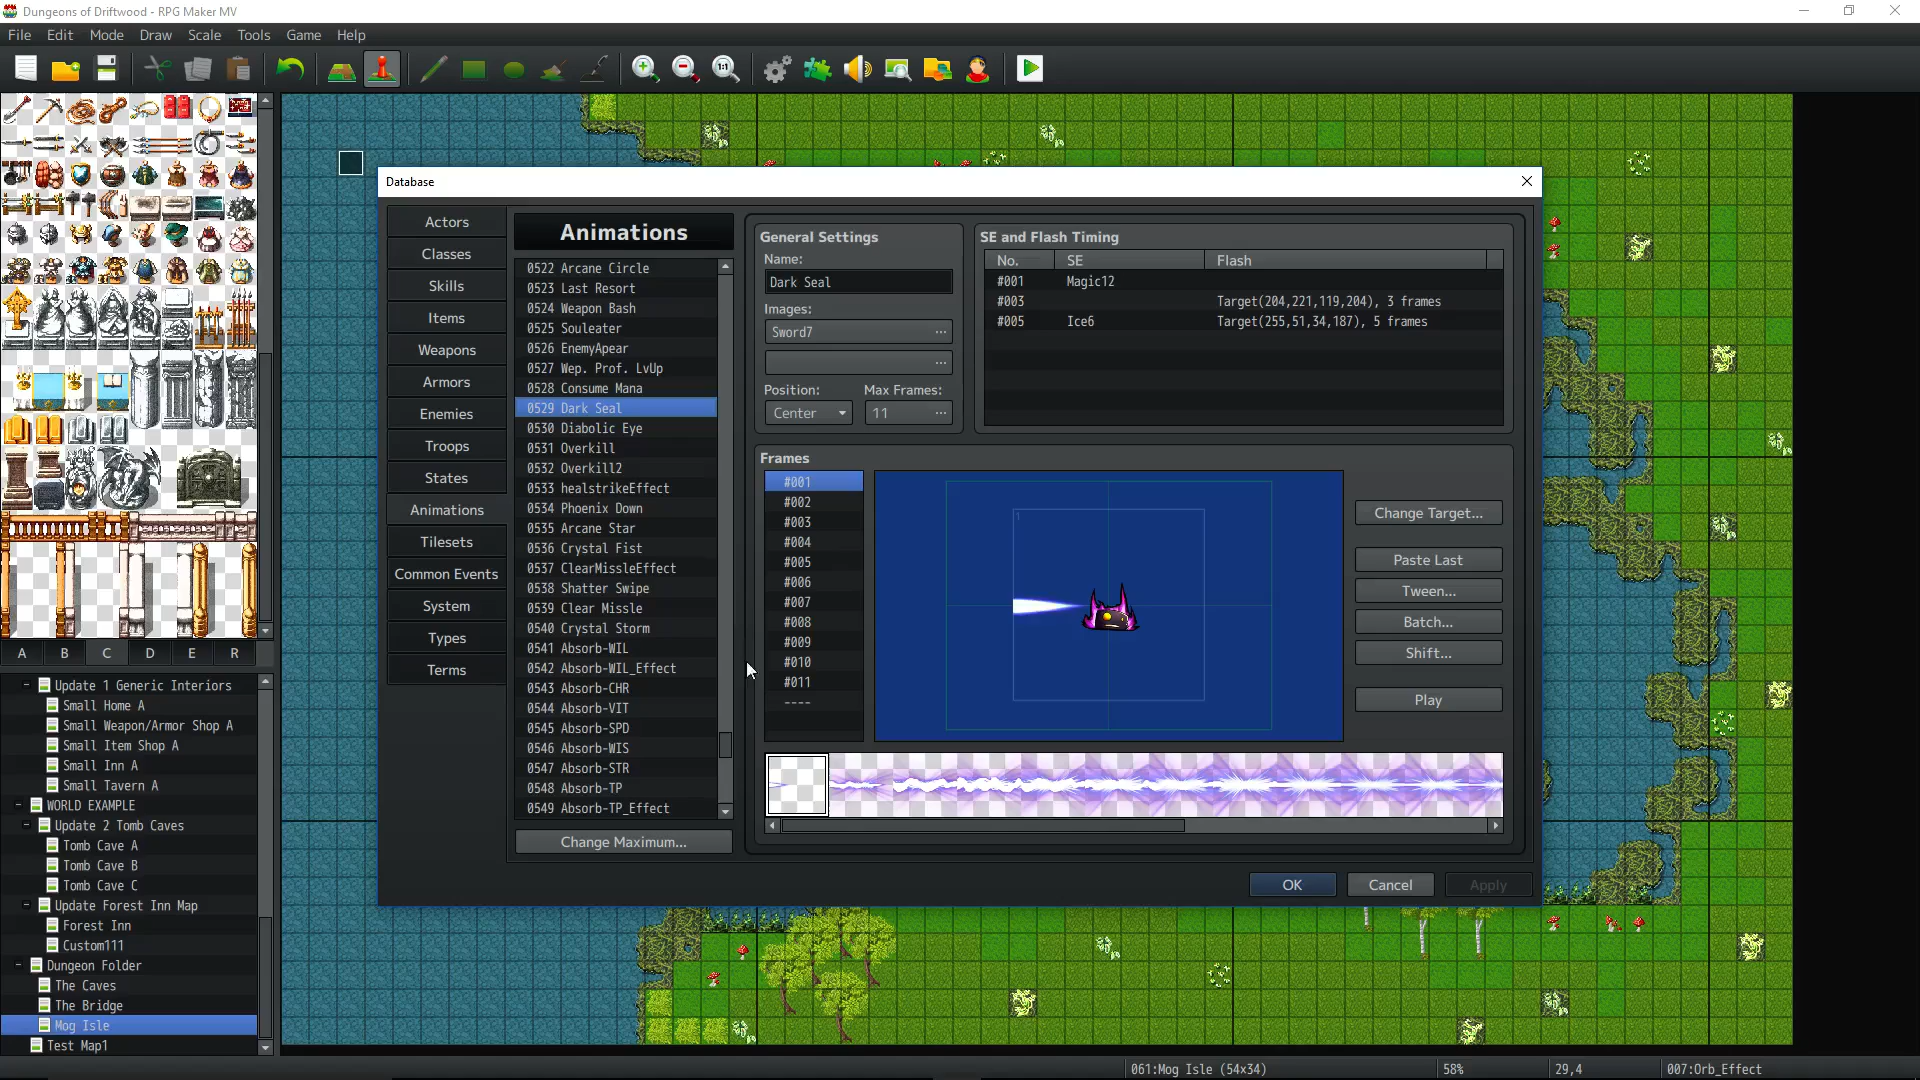 Dungeons of Driftwood - RPG Maker MV
File Edit Mode Draw Scale Tools Game Help
1:1
A B C D E R
Update 1 Generic Interiors
Small Home A
Small Weapon/Armor Shop A
Small Item Shop A
Small Inn A
Small Tavern A
WORLD EXAMPLE
Update 2 Tomb Caves
Tomb Cave A
Tomb Cave B
Tomb Cave C
Update Forest Inn Map
Forest Inn
Custom111
Dungeon Folder
The Caves
The Bridge
Mog Isle
Test Map1
Database
Actors
Classes
Skills
Items
Weapons
Armors
Enemies
Troops
States
Animations
Tilesets
Common Events
System
Types
Terms
Animations
0522 Arcane Circle
0523 Last Resort
0524 Weapon Bash
0525 Souleater
0526 EnemyApear
0527 Wep. Prof. LvUp
0528 Consume Mana
0529 Dark Seal
0530 Diabolic Eye
0531 Overkill
0532 Overkill2
0533 healstrikeEffect
0534 Phoenix Down
0535 Arcane Star
0536 Crystal Fist
0537 ClearMissleEffect
0538 Shatter Swipe
0539 Clear Missle
0540 Crystal Storm
0541 Absorb-WIL
0542 Absorb-WIL_Effect
0543 Absorb-CHR
0544 Absorb-VIT
0545 Absorb-SPD
0546 Absorb-WIS
0547 Absorb-STR
0548 Absorb-TP
0549 Absorb-TP_Effect
Change Maximum...
General Settings
Name:
Dark Seal
Images:
Sword7 ...
...
Position: Max Frames:
Center 11 ...
SE and Flash Timing
No. SE Flash
#001 Magic12
#003 Target(204,221,119,204), 3 frames
#005 Ice6 Target(255,51,34,187), 5 frames
Frames
#001
#002
#003
#004
#005
#006
#007
#008
#009
#010
#011
----
1
Change Target...
Paste Last
Tween...
Batch...
Shift...
Play
OK Cancel Apply
061:Mog Isle (54x34) 58% 29,4 007:Orb_Effect